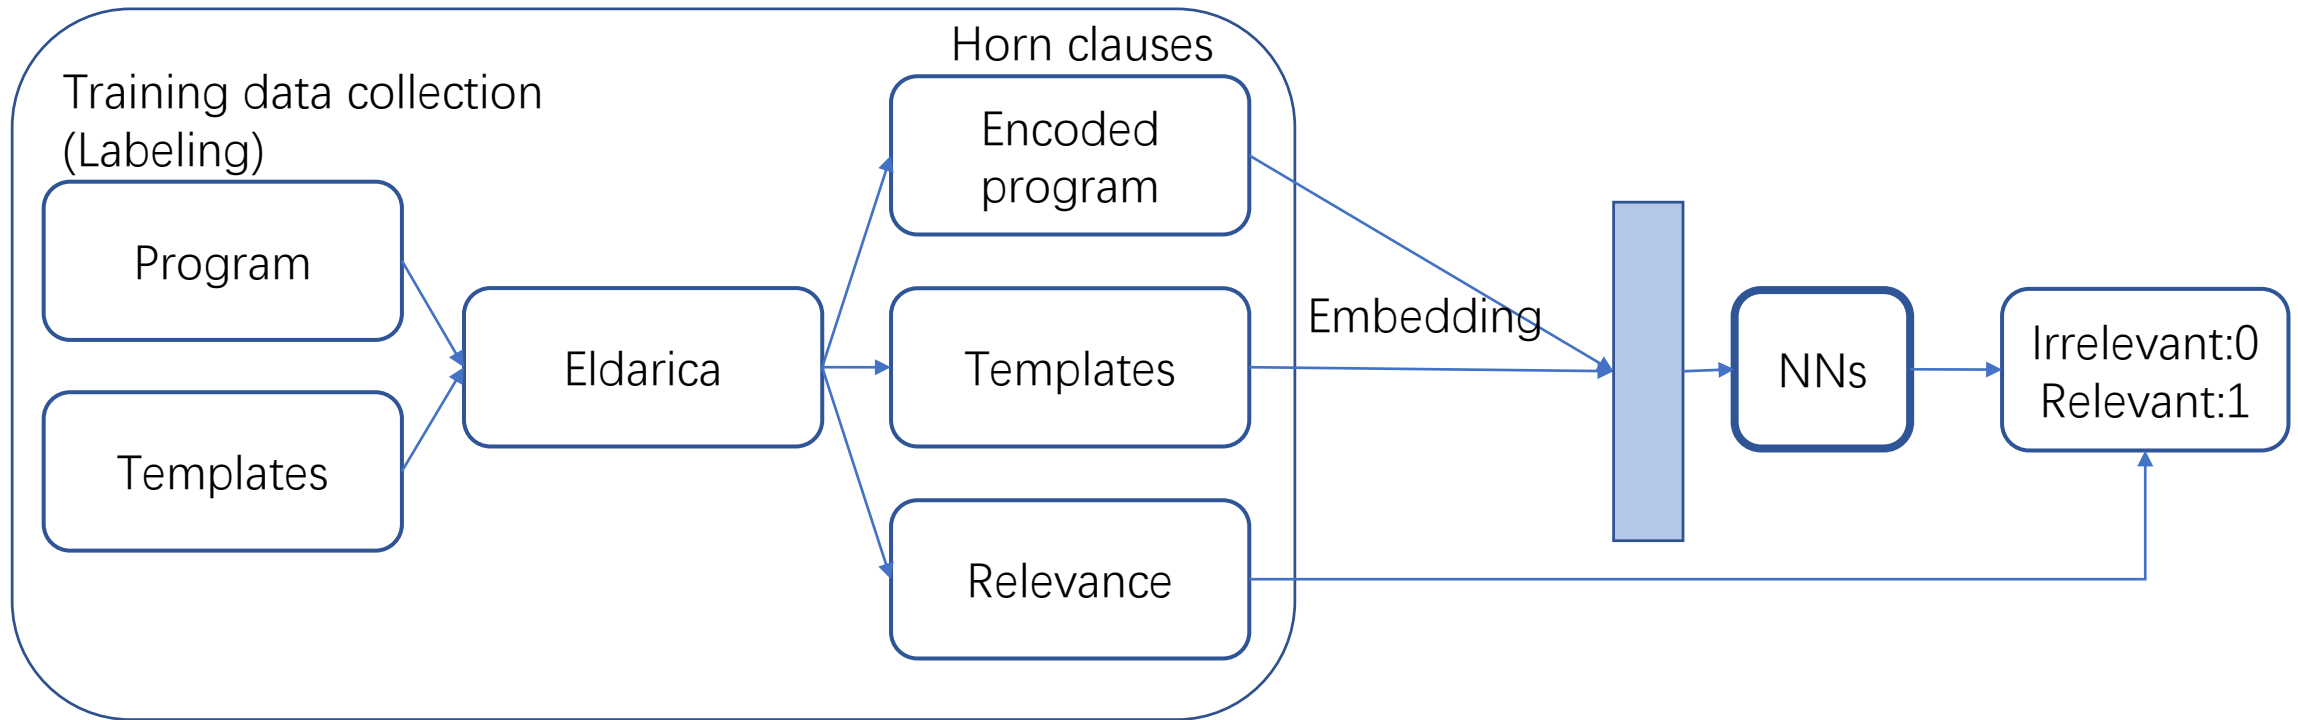 Horn clauses
Training data collection
(Labeling)
Encoded
program
Program
Embedding
Eldarica
Templates
NNs
Irrelevant:0
Relevant:1
Templates
Relevance